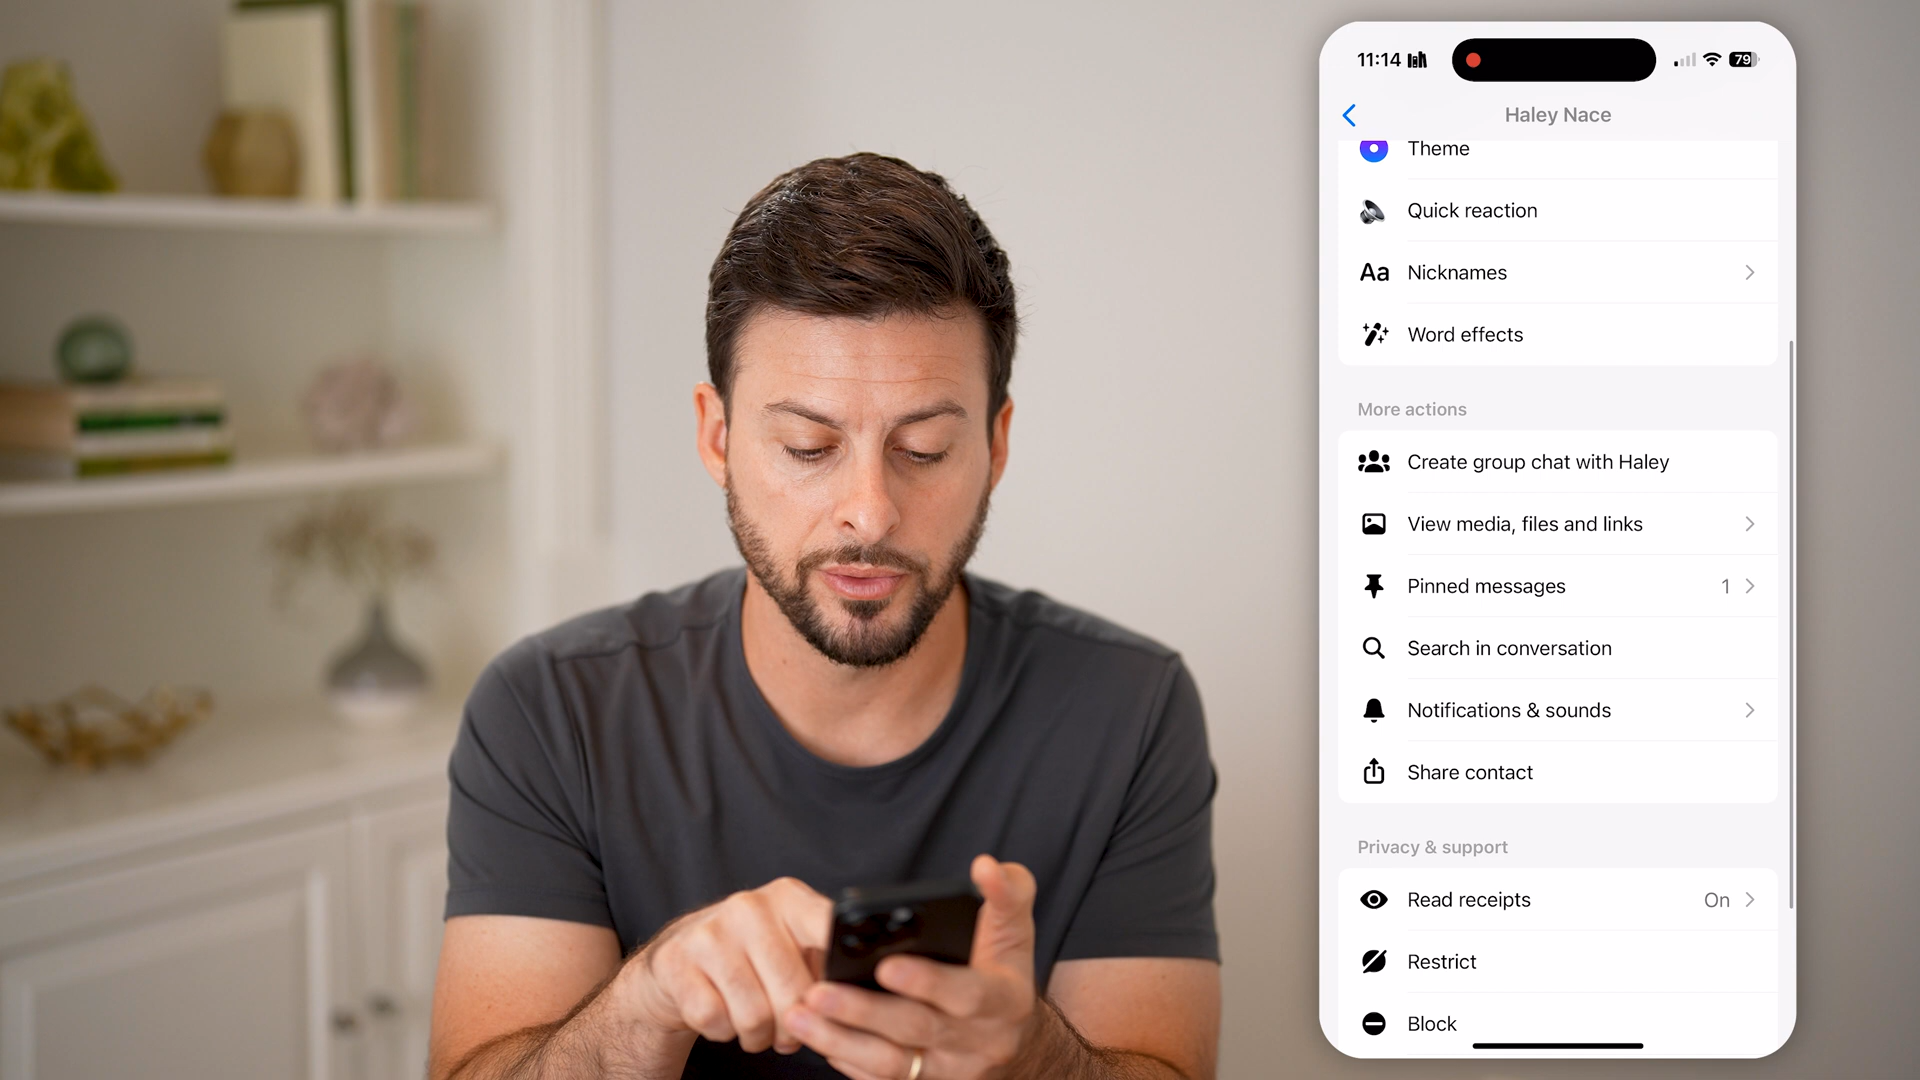 11:14
79
Haley Nace
Theme
Quick reaction
Aa Nicknames
Word effects
More actions
Create group chat with Haley
View media, files and links
Pinned messages 1
Search in conversation
Notifications & sounds
Share contact
Privacy & support
Read receipts On
Restrict
Block